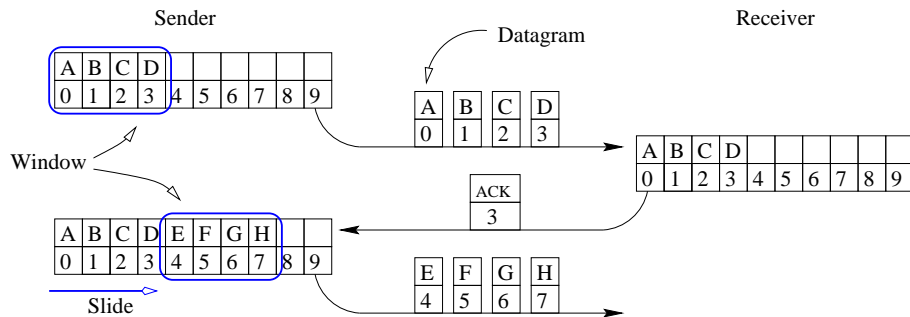 Sender
Receiver
Datagram
A B C D
0 1 2 3 4 5 6 7 8 9
A B C D
0 1 2 3
A B C D
0 1 2 3 4 5 6 7 8 9
Window
ACK
3
A B C D E F G H
0 1 2 3 4 5 6 7 8 9
E F G H
4 5 6 7
Slide